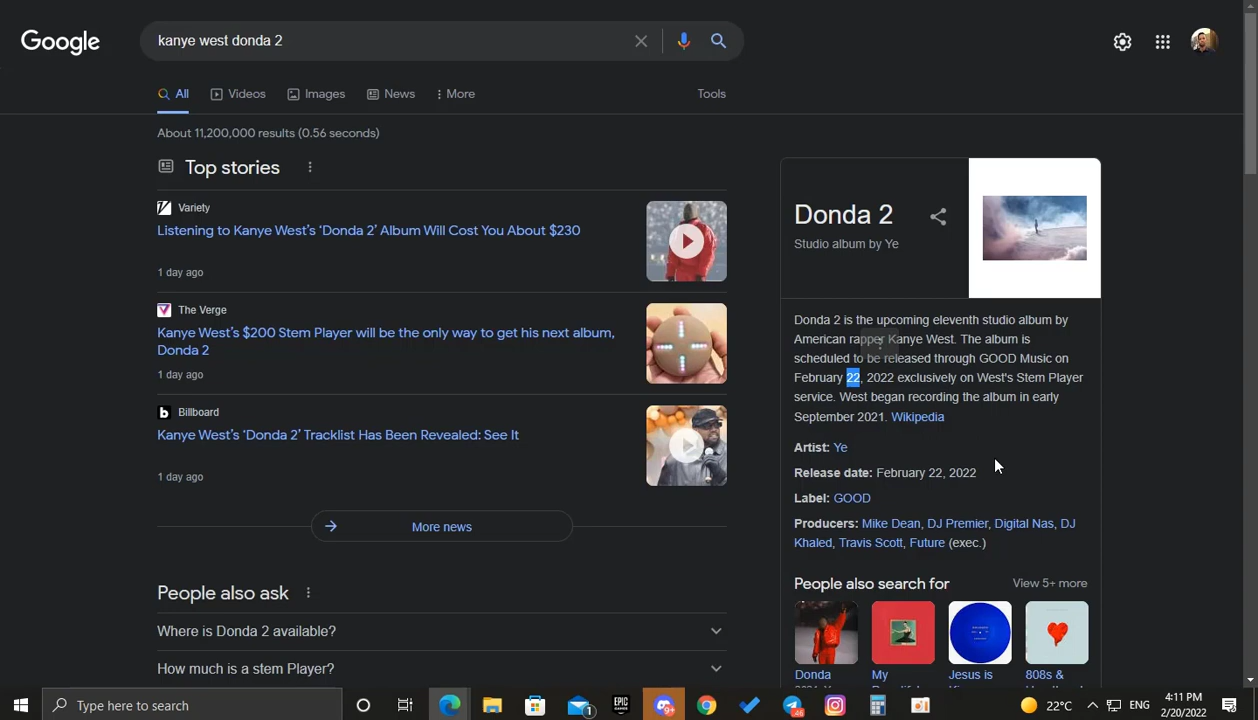 Google
kanye west donda 2
All
Videos
Images
News
More
Tools
About 11,200,000 results (0.56 seconds)
Top stories
Variety
Listening to Kanye West's 'Donda 2' Album Will Cost You About $230
1 day ago
The Verge
Kanye West's $200 Stem Player will be the only way to get his next album,
Donda 2
1 day ago
b Billboard
Kanye West's 'Donda 2' Tracklist Has Been Revealed: See It
1 day ago
More news
People also ask
Where is Donda 2 available?
How much is a stem Player?
Donda 2
Studio album by Ye
Donda 2 is the upcoming eleventh studio album by
American rapper Kanye West. The album is
scheduled to be released through GOOD Music on
February 22, 2022 exclusively on West's Stem Player
service. West began recording the album in early
September 2021. Wikipedia
Artist: Ye
Release date: February 22, 2022
Label: GOOD
Producers: Mike Dean, DJ Premier, Digital Nas, DJ
Khaled, Travis Scott, Future (exec.)
People also search for
View 5+ more
Donda
My
Jesus is
808s &
Type here to search
1
EPIC
GAMES
9+
22°C
ENG
4:11 PM
2/20/2022